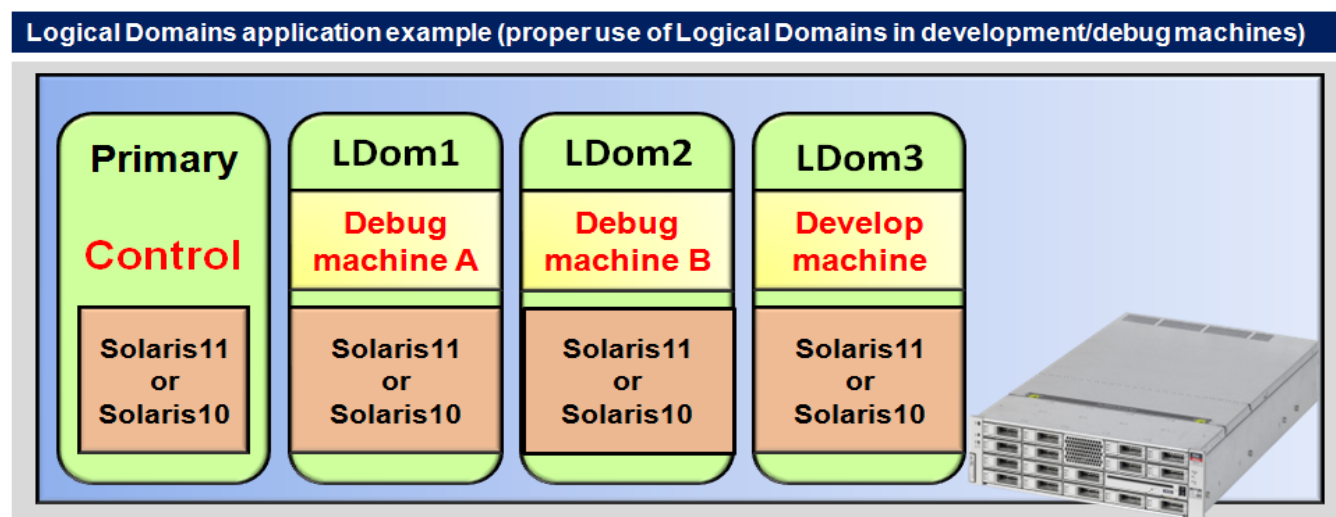 Logical Domains application example (proper use of Logical Domains in development/debug machines)
Primary
Control
Solaris11
or
Solaris10
LDom1
Debug
machine A
Solaris11
or
Solaris10
LDom2
Debug
machine B
Solaris11
or
Solaris10
LDom3
Develop
machine
Solaris11
or
Solaris10